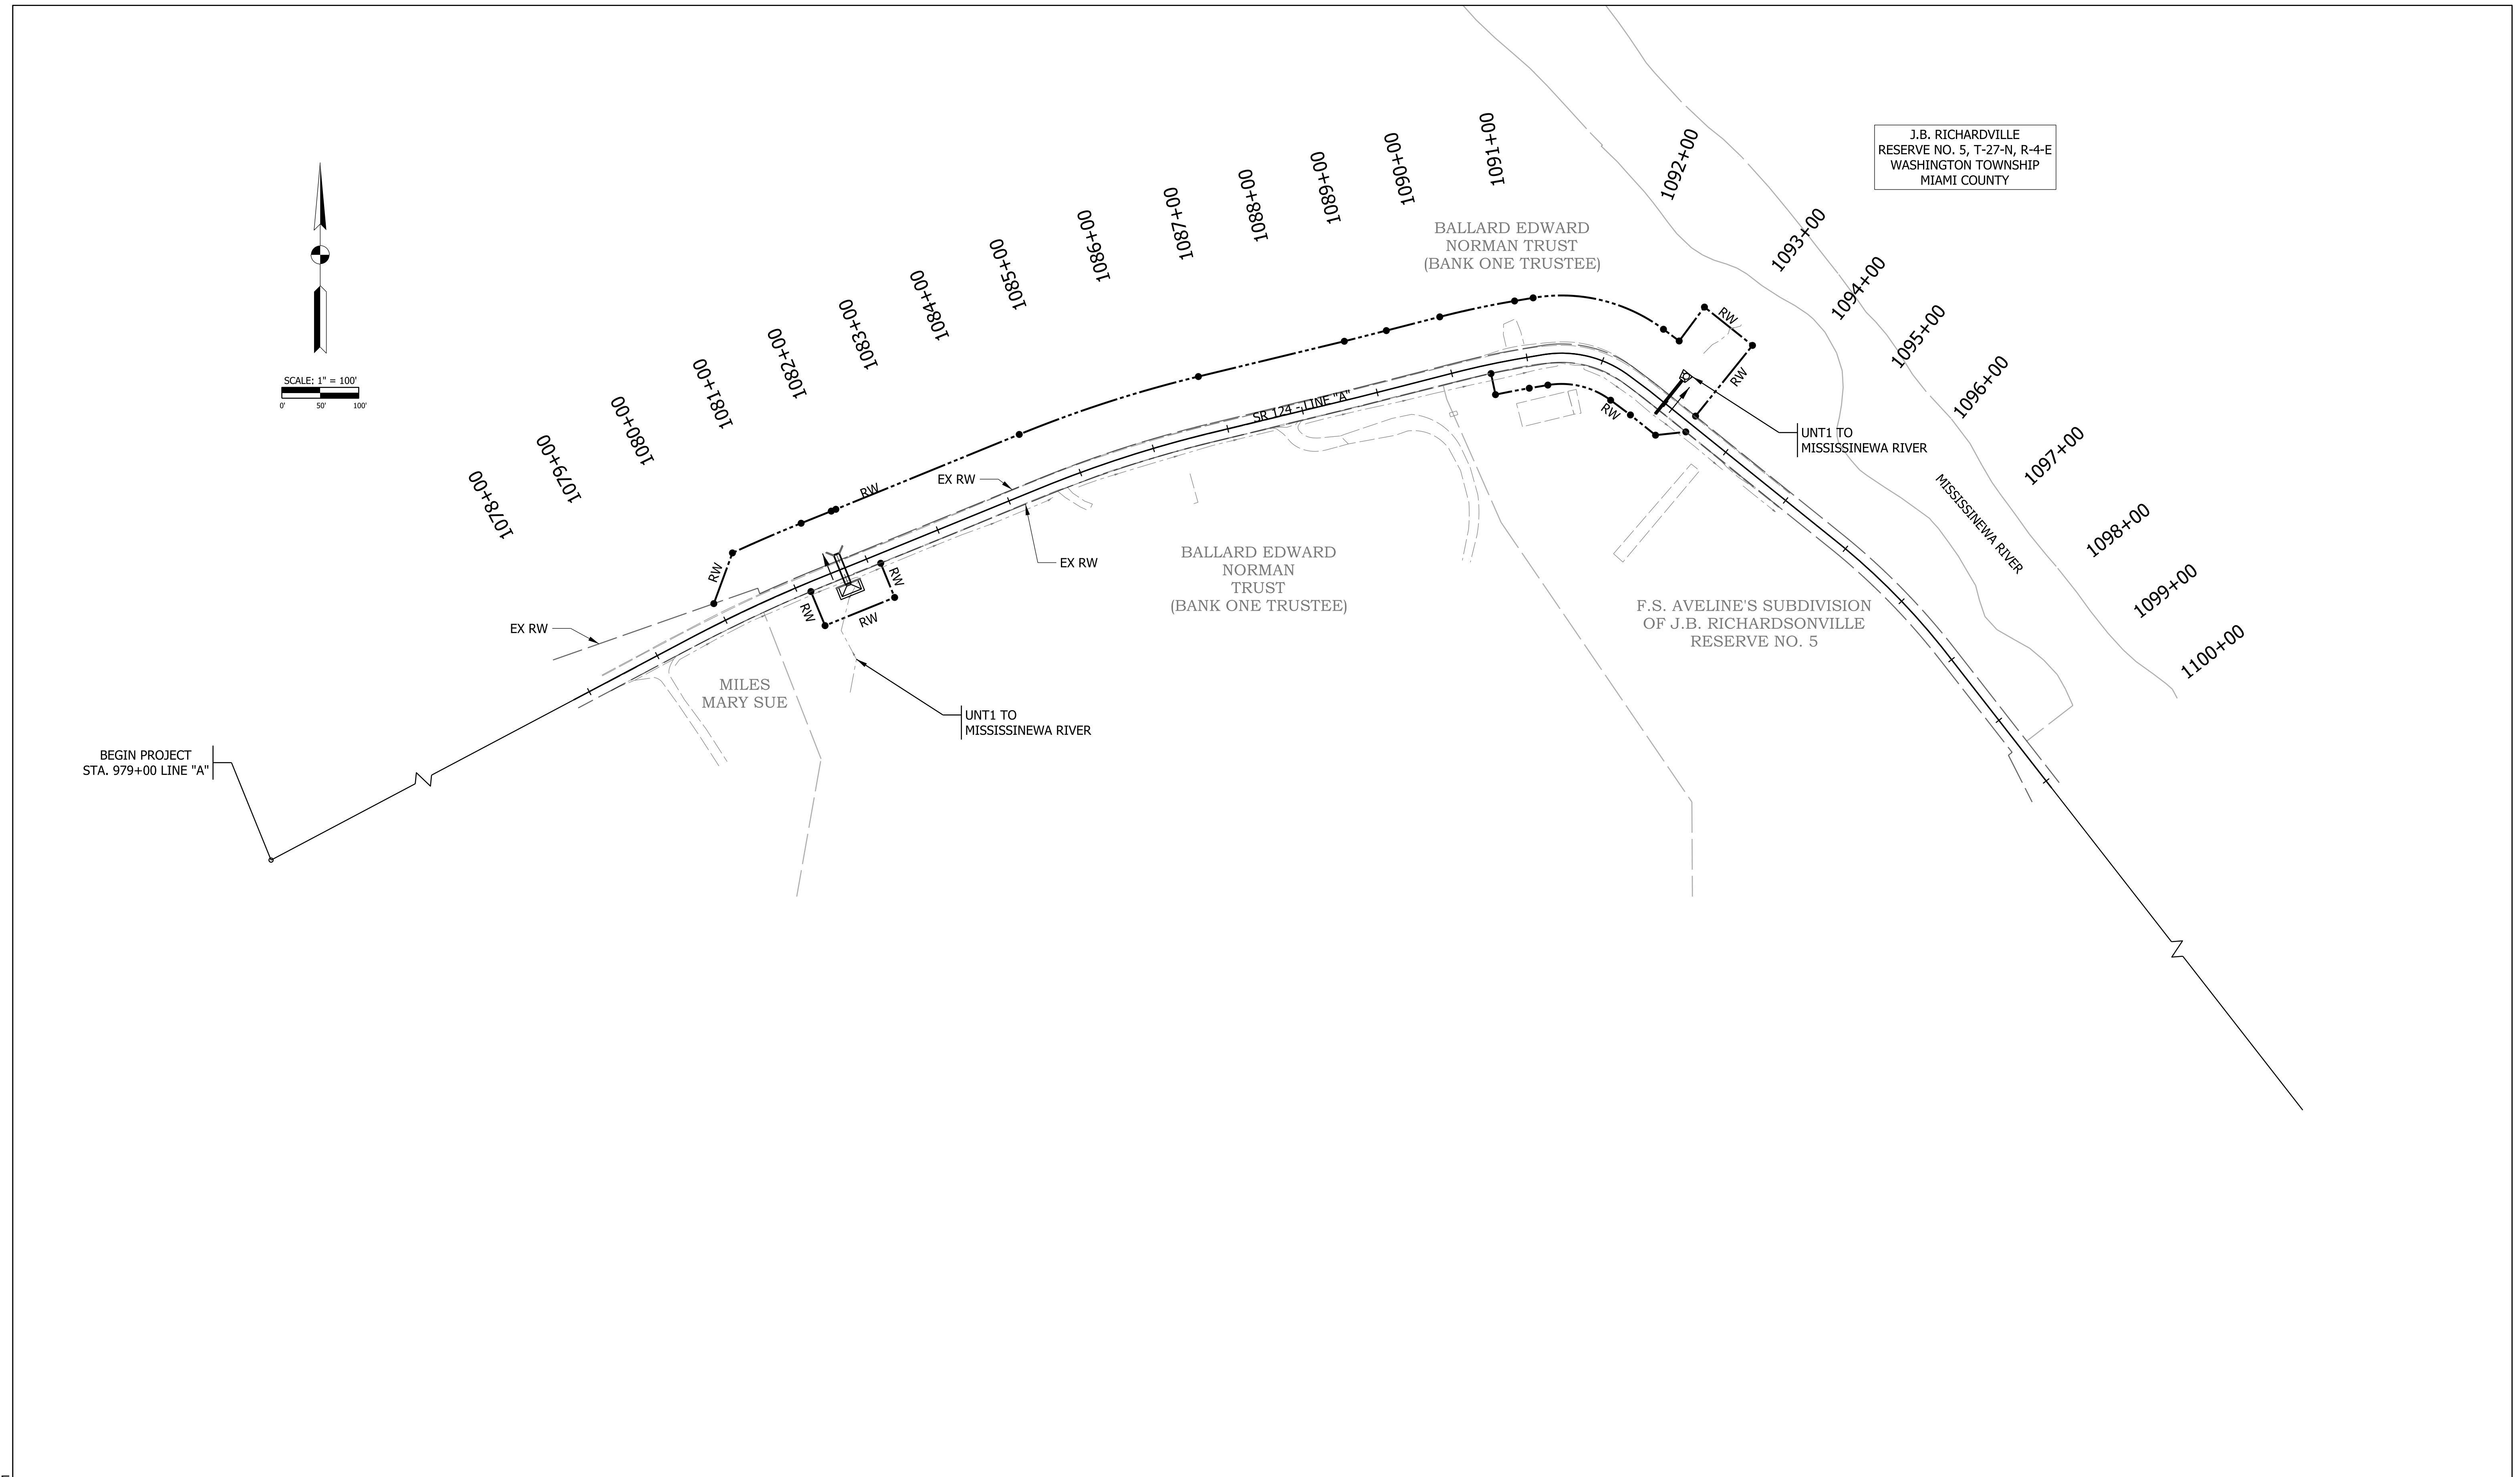 J.B. RICHARDVILLE
RESERVE NO. 5, T-27-N, R-4-E
WASHINGTON TOWNSHIP
MIAMI COUNTY
SCALE: 1" = 100'
0' 50' 100'
1078+00
1079+00
1080+00
1081+00
1082+00
1083+00
1084+00
1085+00
1086+00
1087+00
1088+00
1089+00
1090+00
1091+00
1092+00
1093+00
1094+00
1095+00
1096+00
1097+00
1098+00
1099+00
1100+00
BALLARD EDWARD
NORMAN TRUST
(BANK ONE TRUSTEE)
RW
RW
RW
SR 124 - LINE "A"
UNT1 TO
MISSISSINEWA RIVER
MISSISSINEWA RIVER
EX RW
RW
EX RW
RW
RW
RW
RW
EX RW
BALLARD EDWARD
NORMAN
TRUST
(BANK ONE TRUSTEE)
F.S. AVELINE'S SUBDIVISION
OF J.B. RICHARDSONVILLE
RESERVE NO. 5
MILES
MARY SUE
UNT1 TO
MISSISSINEWA RIVER
BEGIN PROJECT
STA. 979+00 LINE "A"